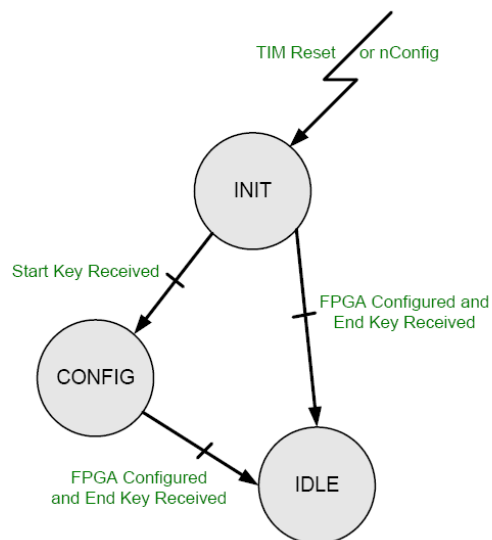 TIM Reset or nConfig
INIT
Start Key Received
FPGA Configured and
End Key Received
CONFIG
FPGA Configured
and End Key Received
IDLE